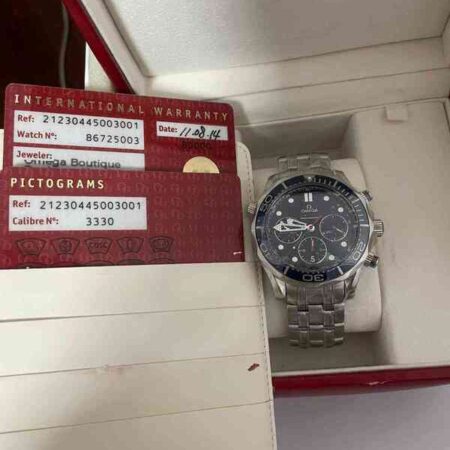 INTERNATIONAL WARRANTY
Ref: 21230445003001
Watch N°: 86725003
Date: 11-08-14
Jeweler:
Omega Boutique
PICTOGRAMS
Ref: 21230445003001
Calibre N°: 3330
OMEGA